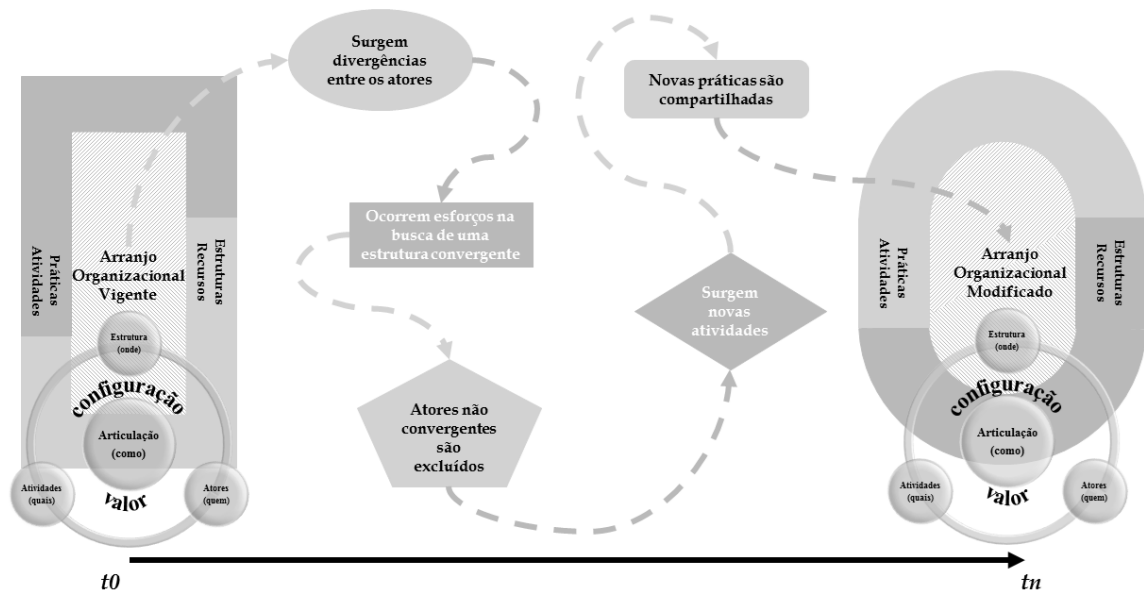 Práticas
Atividades
Estruturas
Recursos
Arranjo
Organizacional
Vigente
Estrutura
(onde)
configuração
Articulação
(como)
Atividades
(quais)
Atores
(quem)
valor
Surgem
divergências
entre os atores
Ocorrem esforços na
busca de uma
estrutura convergente
Atores não
convergentes
são
excluídos
Surgem
novas
atividades
Novas práticas são
compartilhadas
Práticas
Atividades
Estruturas
Recursos
Arranjo
Organizacional
Modificado
Estrutura
(onde)
configuração
Articulação
(como)
Atividades
(quais)
Atores
(quem)
valor
t0
tn